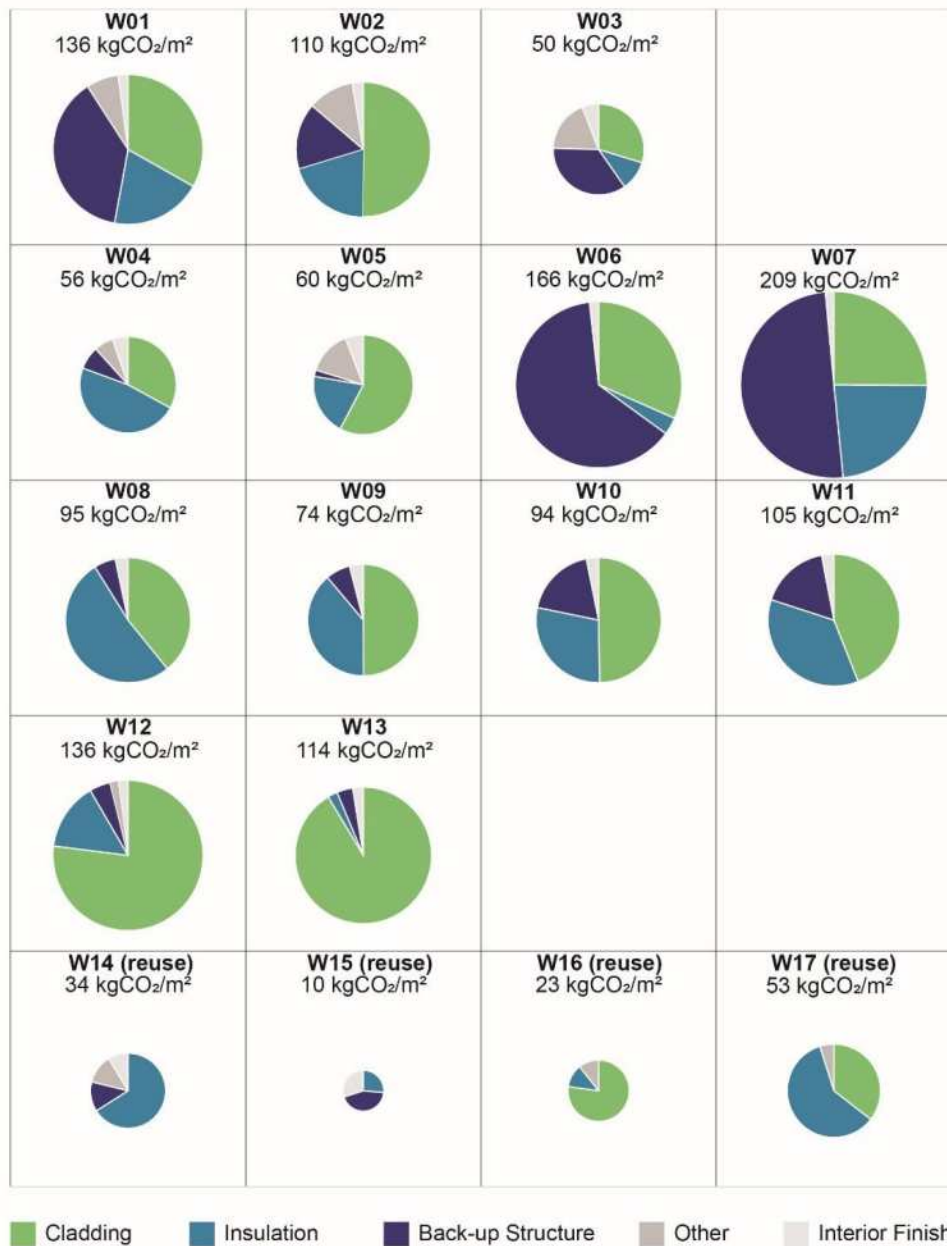 W01
136 kgCO₂/m²
W02
110 kgCO₂/m²
W03
50 kgCO₂/m²
W04
56 kgCO₂/m²
W05
60 kgCO₂/m²
W06
166 kgCO₂/m²
W07
209 kgCO₂/m²
W08
95 kgCO₂/m²
W09
74 kgCO₂/m²
W10
94 kgCO₂/m²
W11
105 kgCO₂/m²
W12
136 kgCO₂/m²
W13
114 kgCO₂/m²
W14 (reuse)
34 kgCO₂/m²
W15 (reuse)
10 kgCO₂/m²
W16 (reuse)
23 kgCO₂/m²
W17 (reuse)
53 kgCO₂/m²
Cladding
Insulation
Back-up Structure
Other
Interior Finish